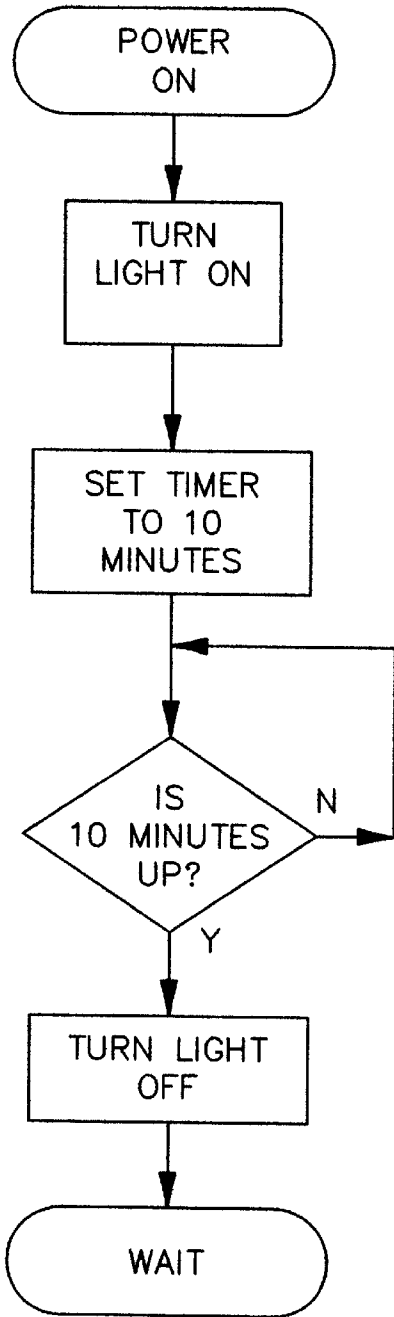 POWER
ON
TURN
LIGHT ON
SET TIMER
TO 10
MINUTES
IS
10 MINUTES
UP?
N
Y
TURN LIGHT
OFF
WAIT